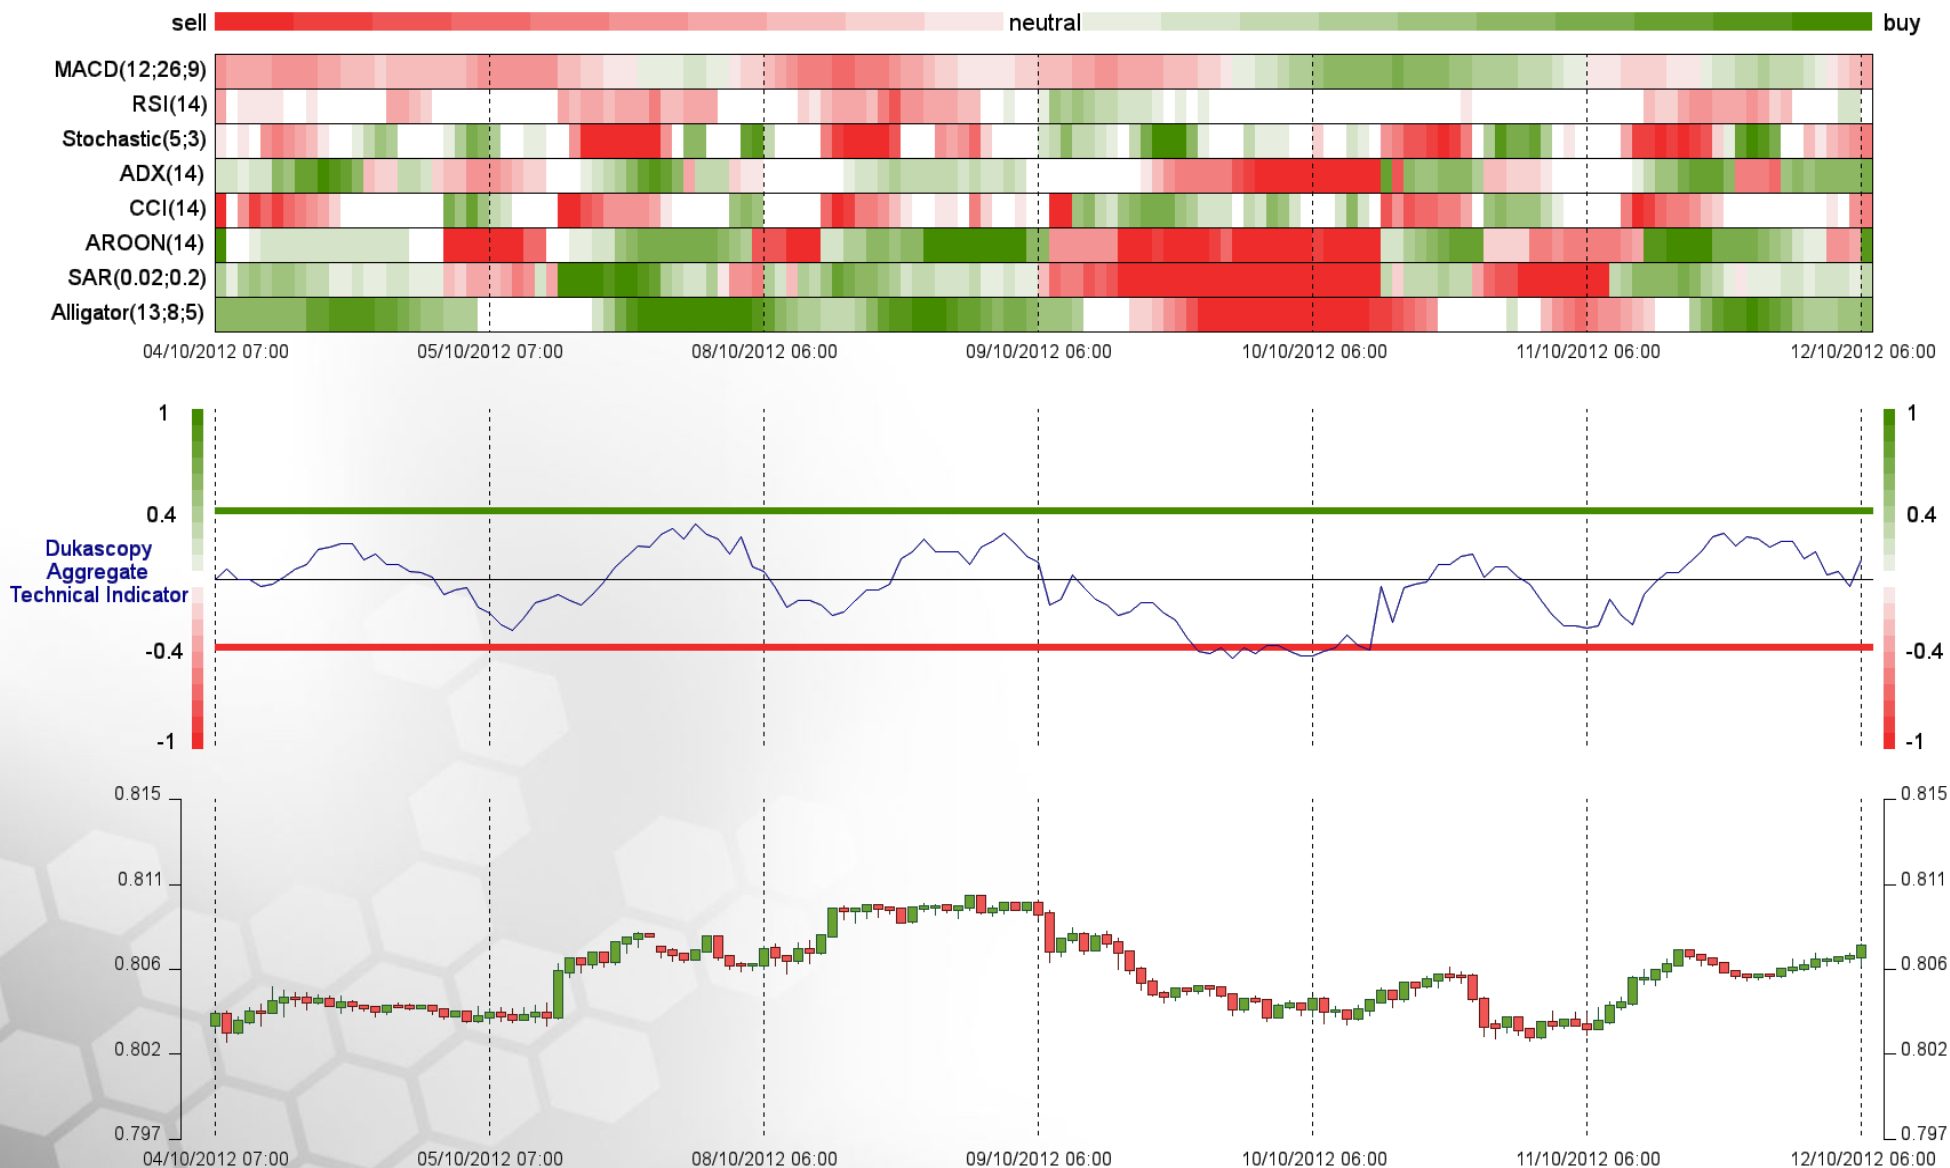 sell neutral buy
MACD(12;26;9)
RSI(14)
Stochastic(5;3)
ADX(14)
CCI(14)
AROON(14)
SAR(0.02;0.2)
Alligator(13;8;5)
04/10/2012 07:00 05/10/2012 07:00 08/10/2012 06:00 09/10/2012 06:00 10/10/2012 06:00 11/10/2012 06:00 12/10/2012 06:00
1 1
0.4 0.4
Dukascopy
Aggregate
Technical Indicator
-0.4 -0.4
-1 -1
0.815 0.815
0.811 0.811
0.806 0.806
0.802 0.802
0.797 0.797
04/10/2012 07:00 05/10/2012 07:00 08/10/2012 06:00 09/10/2012 06:00 10/10/2012 06:00 11/10/2012 06:00 12/10/2012 06:00